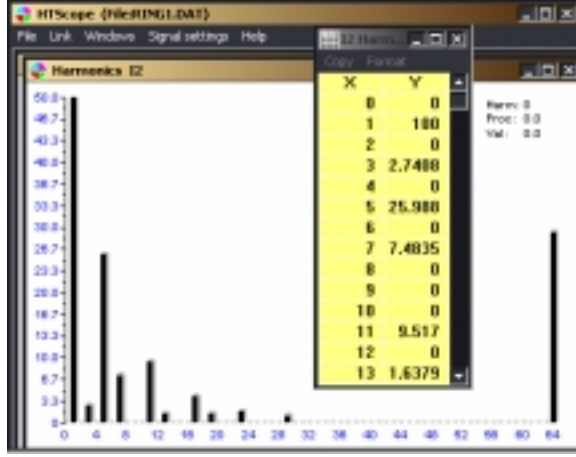 HTScope (File:RING1.DAT)
File Link Windows Signal settings Help
Harmonics I2
I2 Harm...
Copy Format
X Y
0 0
1 100
2 0
3 2.7408
4 0
5 25.908
6 0
7 7.4835
8 0
9 0
10 0
11 9.517
12 0
13 1.6379
Harm: 0
Proc: 0.0
Val: 0.0
50.0
46.7
43.3
40.0
36.7
33.3
30.0
26.7
23.3
20.0
16.7
13.3
10.0
6.7
3.3
0 4 8 12 16 20 24 28 32 36 40 44 48 52 56 60 64